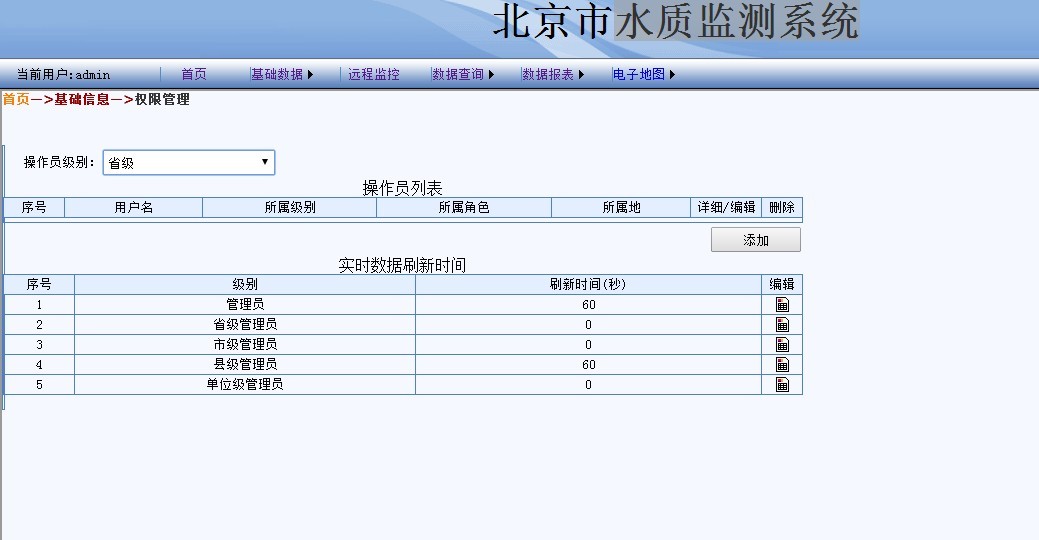 北京市水质监测系统
当前用户:admin 首页 基础数据 远程监控 数据查询 数据报表 电子地图
首页—>基础信息—>权限管理
操作员级别: 省级
操作员列表
序号 用户名 所属级别 所属角色 所属地 详细/编辑 删除
添加
实时数据刷新时间
序号 级别 刷新时间(秒) 编辑
1 管理员 60
2 省级管理员 0
3 市级管理员 0
4 县级管理员 60
5 单位级管理员 0